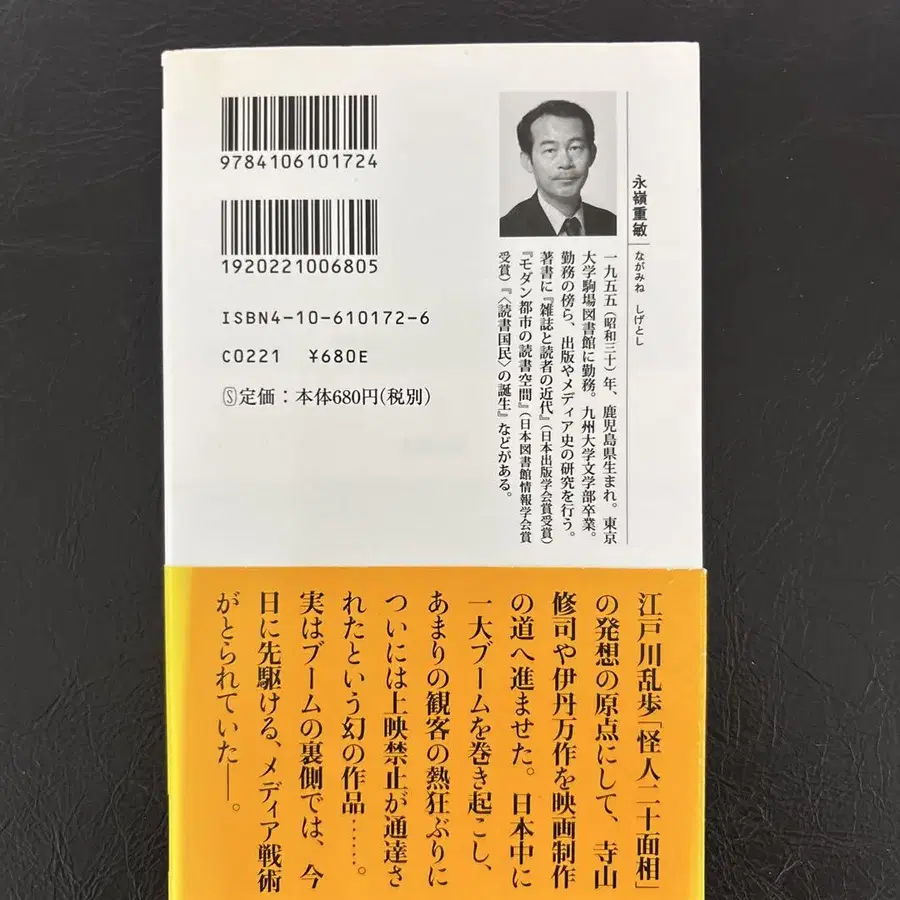 9784106101724
1920221006805
ISBN4-10-610172-6
C0221 ¥680E
Ⓢ定価：本体680円(税別)
永嶺重敏 ながみね しげとし
一九五五（昭和三十）年、鹿児島県生まれ。東京
大学駒場図書館に勤務。九州大学文学部卒業。
勤務の傍ら、出版やメディア史の研究を行う。
著書に『雑誌と読者の近代』（日本出版学会賞受賞）
『モダン都市の読書空間』（日本図書館情報学会賞
受賞）『〈読書国民〉の誕生』などがある。
江戸川乱歩「怪人二十面相」
の発想の原点にして、寺山
修司や伊丹万作を映画制作
の道へ進ませた。日本中に
一大ブームを巻き起こし、
あまりの観客の熱狂ぶりに
ついには上映禁止が通達さ
れたという幻の作品……。
実はブームの裏側では、今
日に先駆ける、メディア戦術
がとられていた――。